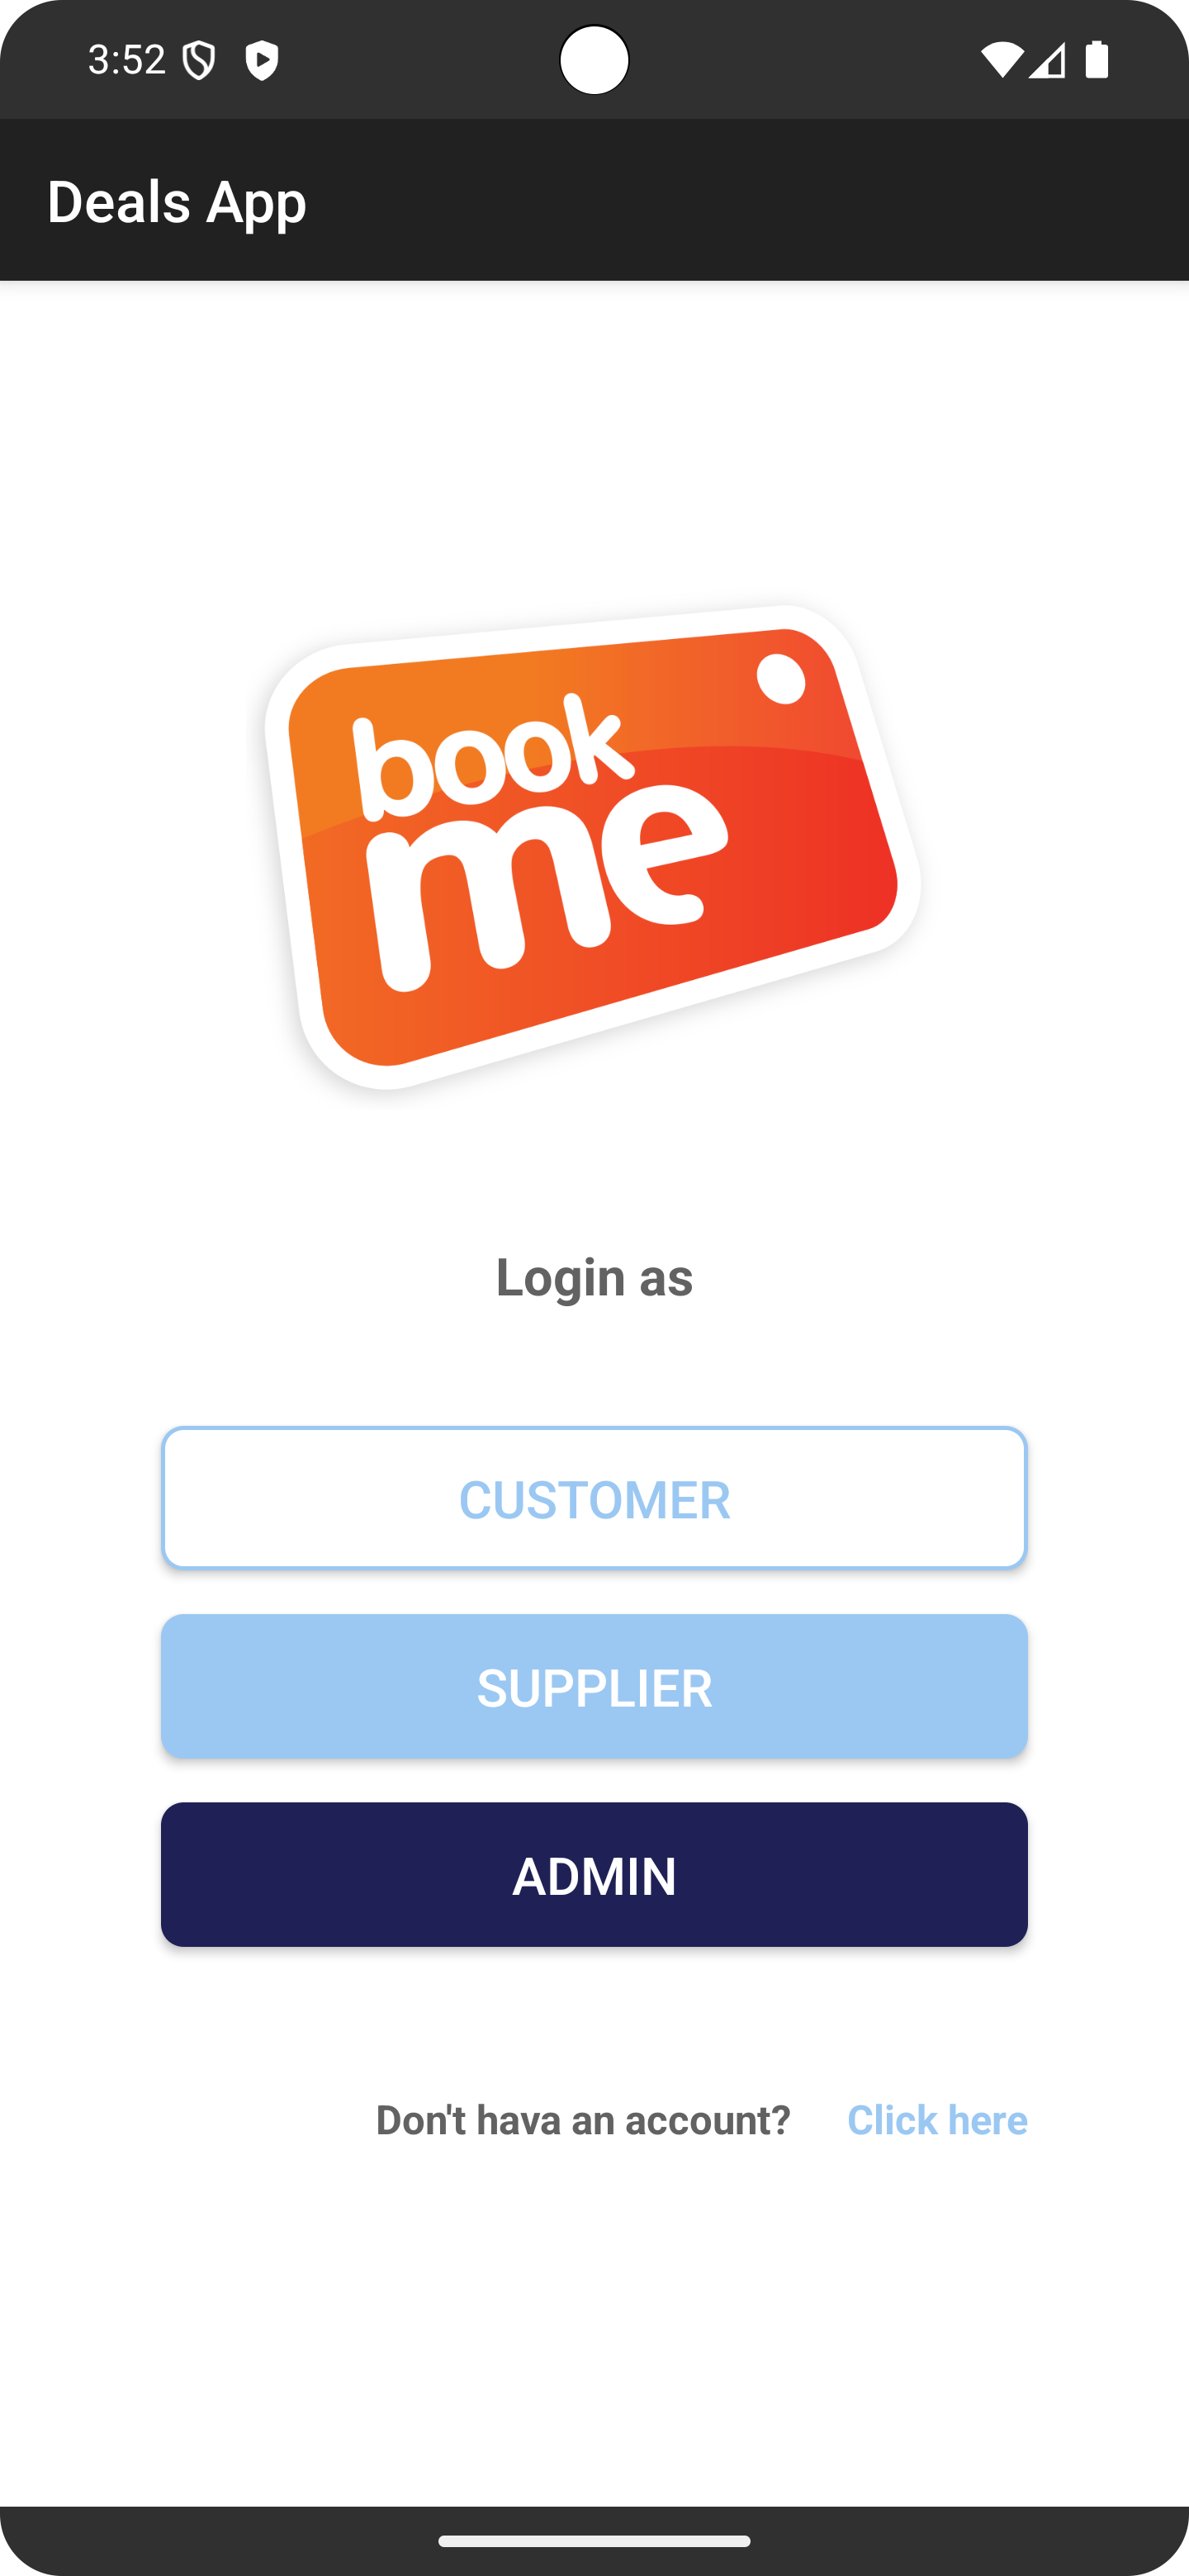 3:52
Deals App
book
me
Login as
CUSTOMER
SUPPLIER
ADMIN
Don't hava an account? Click here